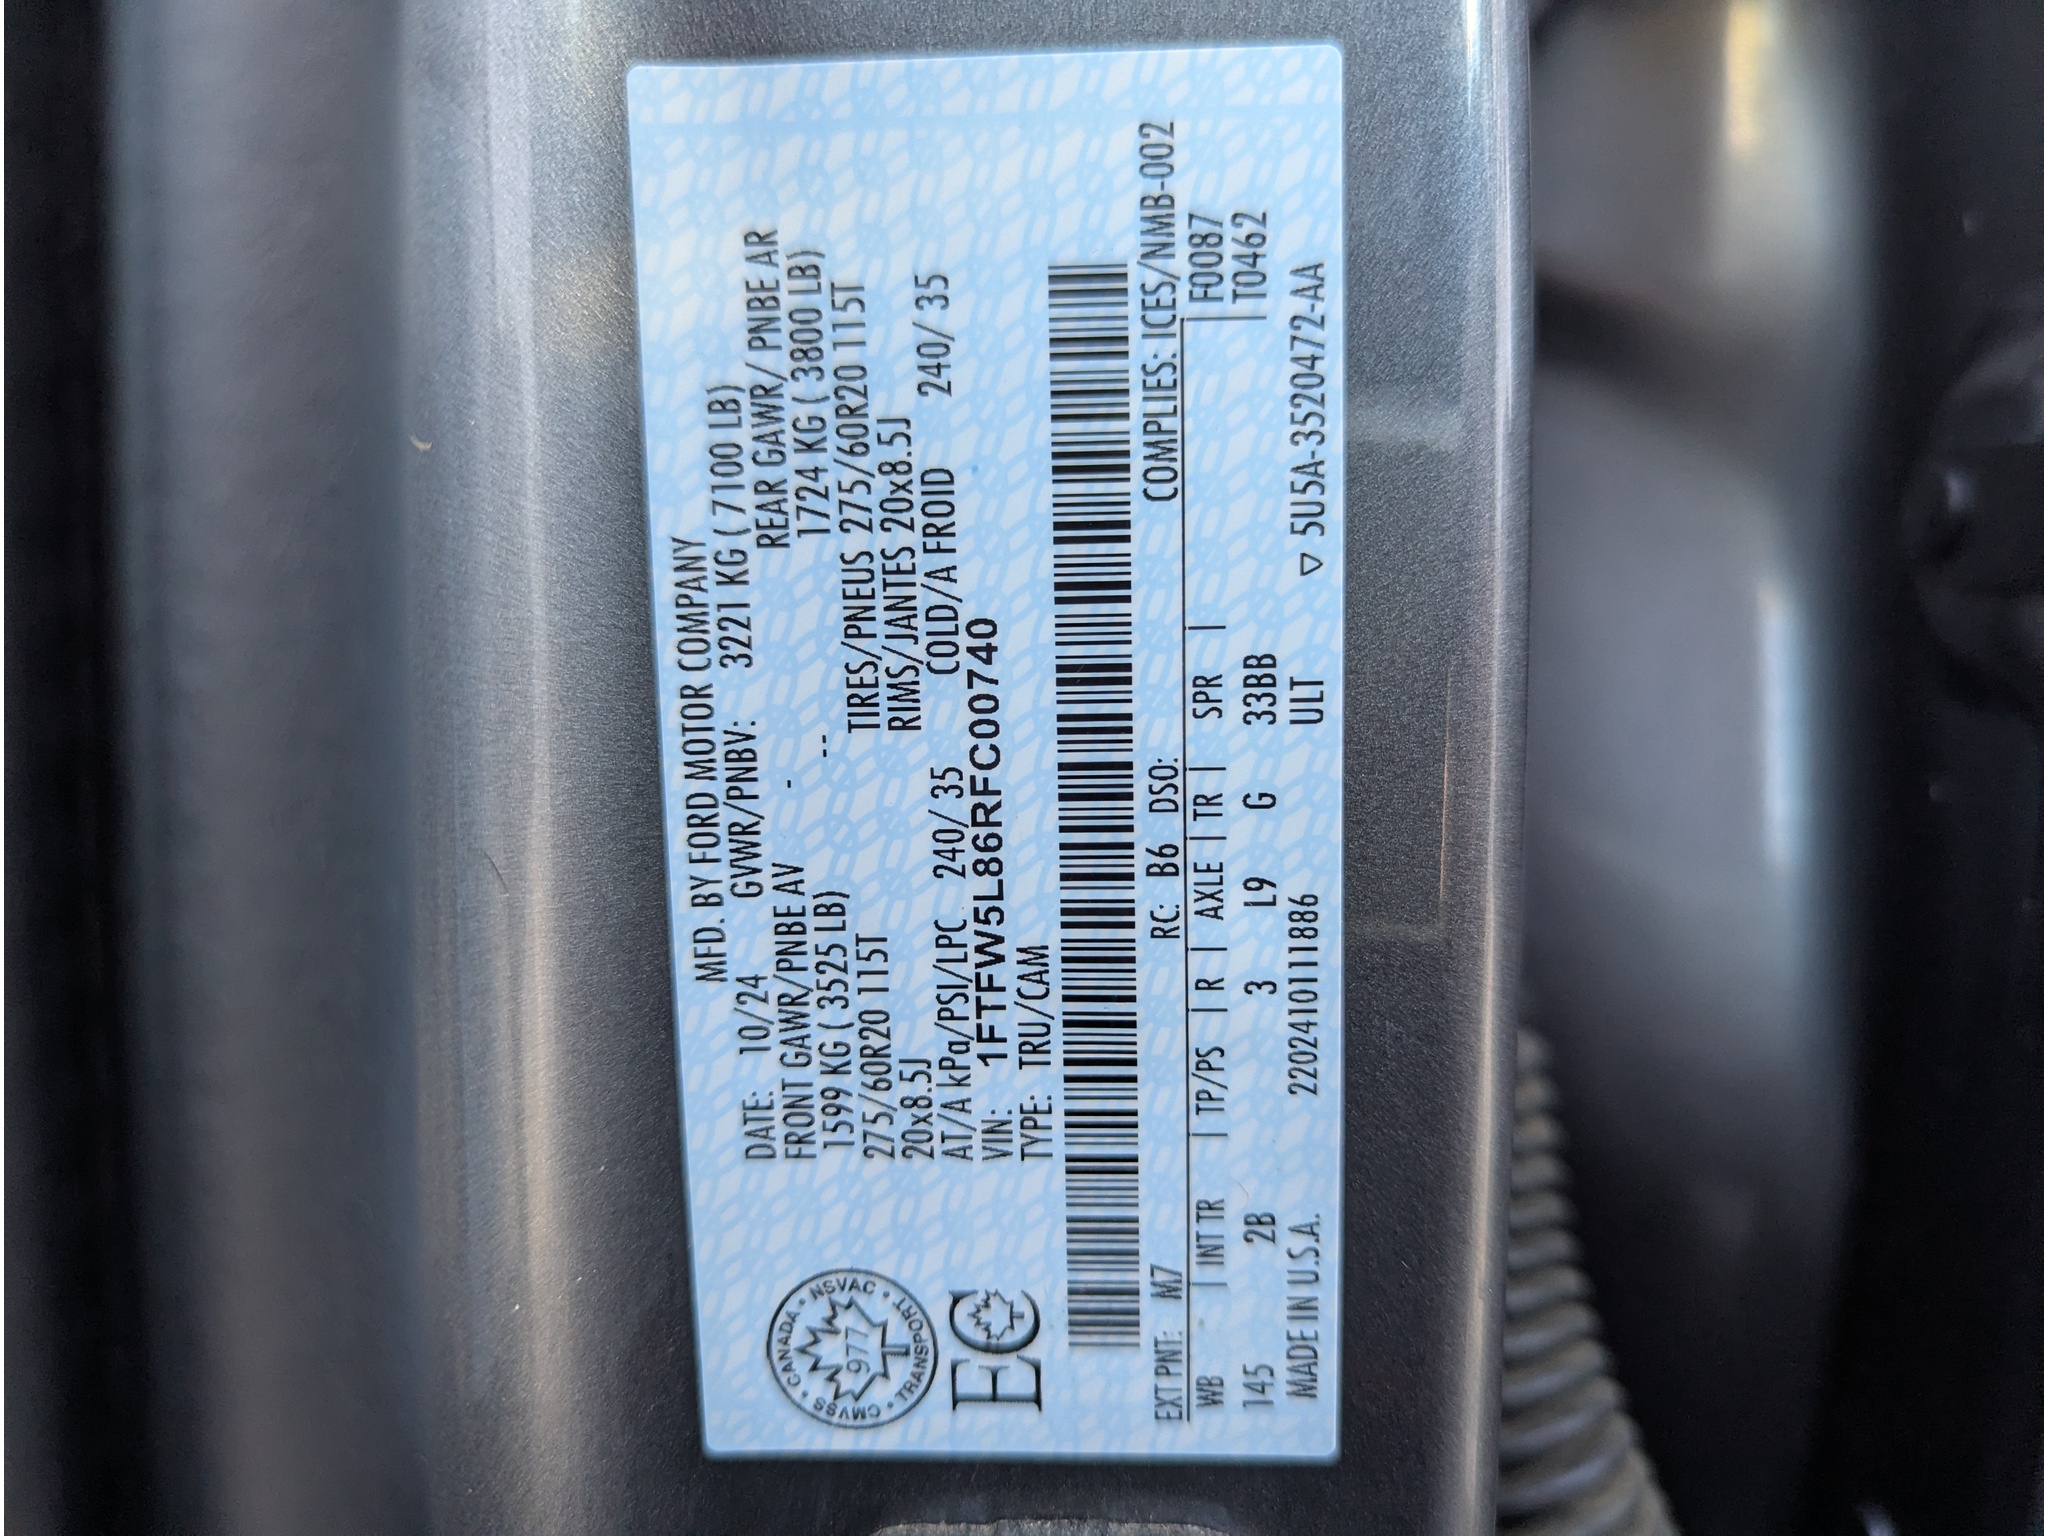 MFD. BY FORD MOTOR COMPANY
DATE: 10/24 GVWR/PNBV: 3221 KG ( 7100 LB)
FRONT GAWR/PNBE AV - REAR GAWR/ PNBE AR
1599 KG ( 3525 LB) -- 1724 KG ( 3800 LB)
275/60R20 115T TIRES/PNEUS 275/60R20 115T
20x8.5J RIMS/JANTES 20x8.5J
AT/A kPa/PSI/LPC 240/ 35 COLD/A FROID 240/ 35
VIN: 1FTFW5L86RFC00740
TYPE: TRU/CAM
CANADA • NSVAC • TRANSPORT • CMVSS •
977
T
EC
COMPLIES: ICES/NMB-002
EXT PNT: M7 RC: B6 DSO:
WB | INT TR | TP/PS | R | AXLE | TR | SPR | F0087
145 2B 3 L9 G 33BB T0462
MADE IN U.S.A. 220241011886 ULT ▽ 5U5A-3520472-AA